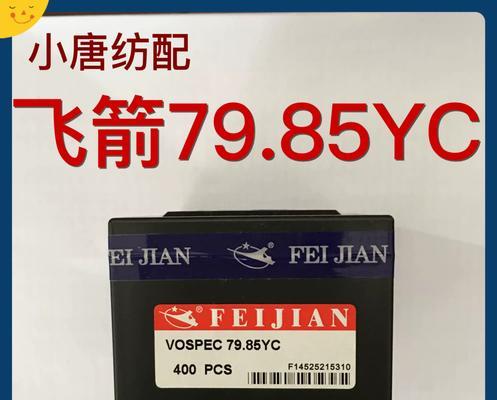 小唐纺配
飞箭79.85YC
FEI JIAN FEI JIAN
FEIJIAN
VOSPEC 79.85YC
400 PCS F14525215310